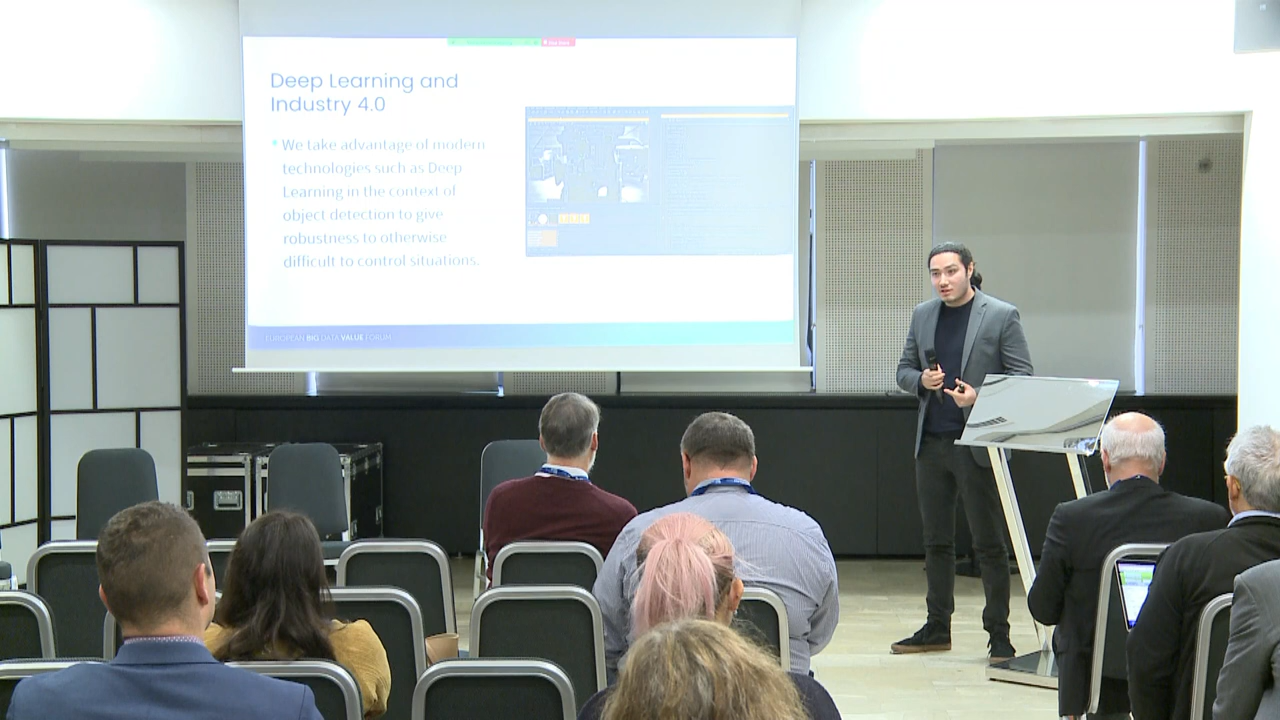 Deep Learning and
Industry 4.0
We take advantage of modern
technologies such as Deep
Learning in the context of
object detection to give
robustness to otherwise
difficult to control situations.
EUROPEAN BIG DATA VALUE FORUM